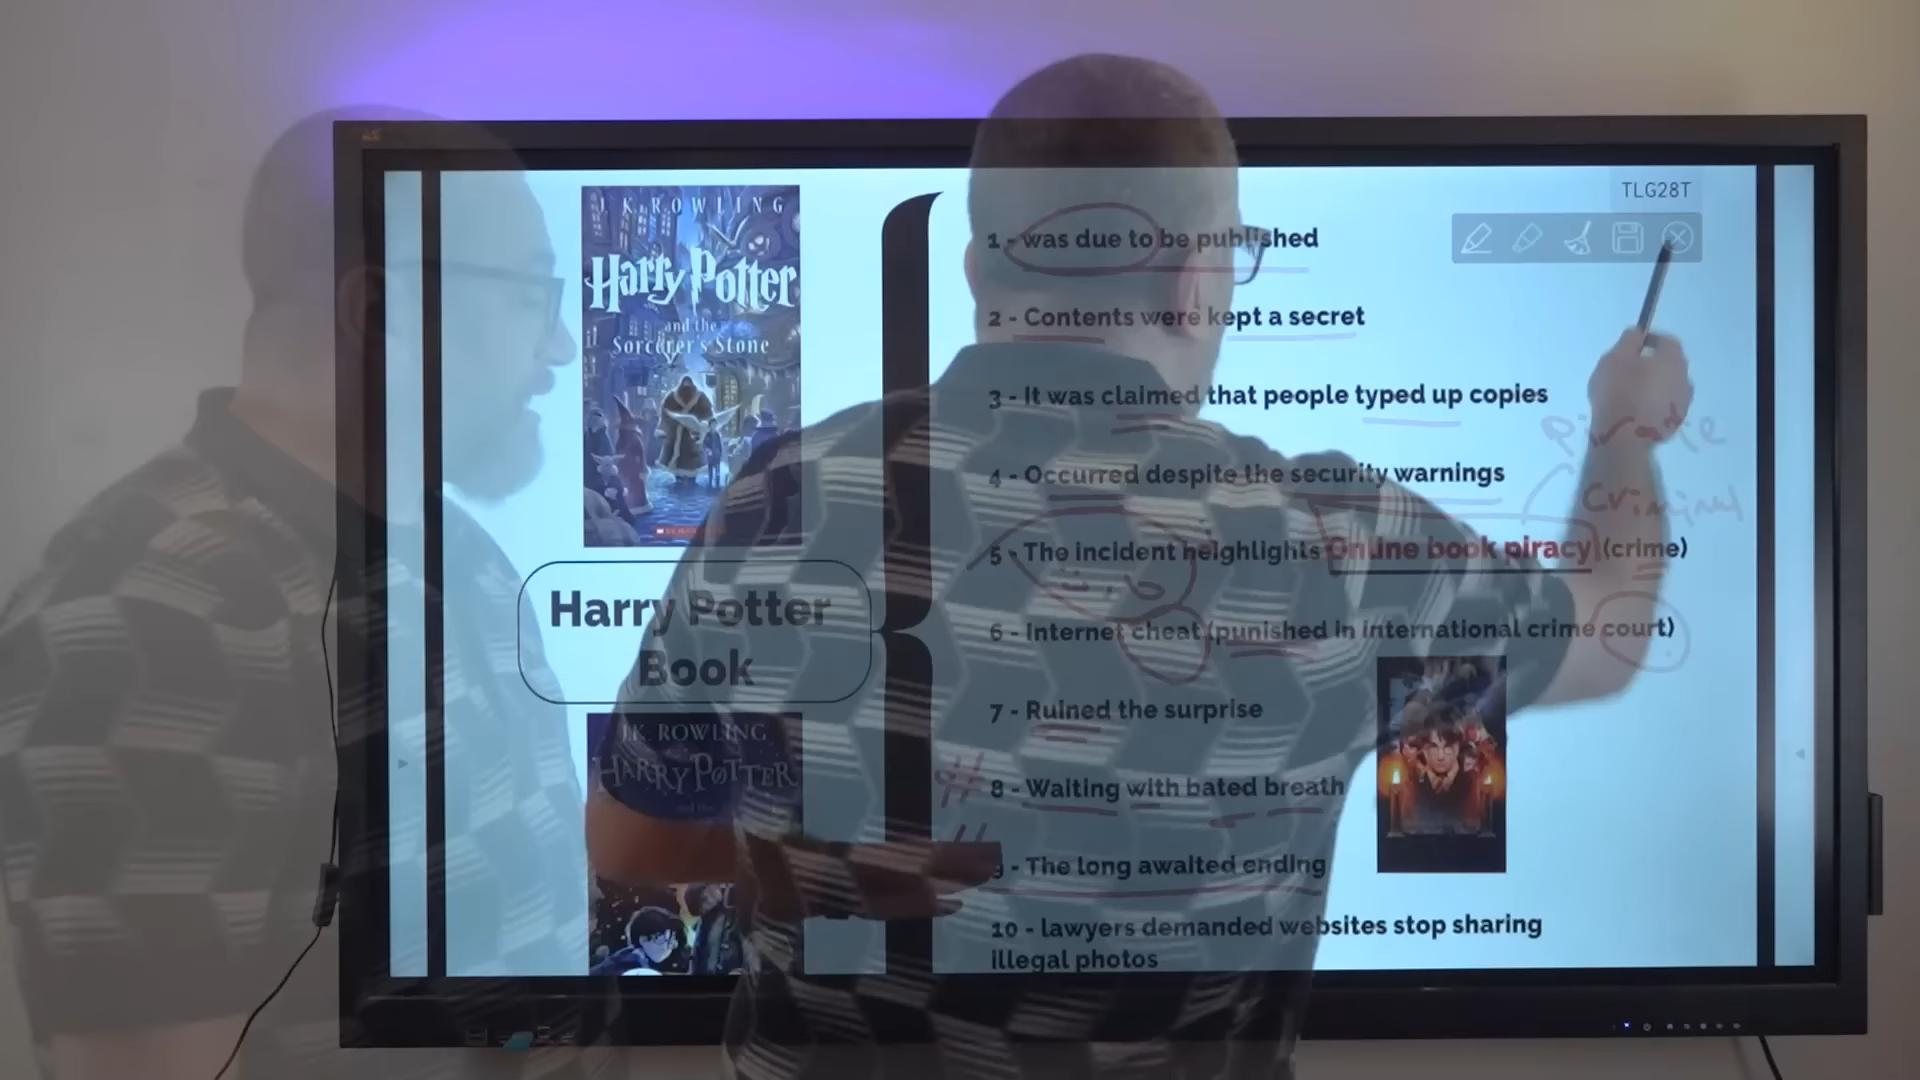 TLG28T
J.K. ROWLING
Harry Potter
and the
Sorcerer's Stone
Harry Potter
Book
J.K. ROWLING
HARRY POTTER
and the
1 - was due to be published
2 - Contents were kept a secret
3 - It was claimed that people typed up copies
4 - Occurred despite the security warnings
5 - The incident heighlights Online book piracy (crime)
6 - Internet cheat (punished in international crime court)
7 - Ruined the surprise
8 - Waiting with bated breath
9 - The long awaited ending
10 - lawyers demanded websites stop sharing
illegal photos
pirate
criminal